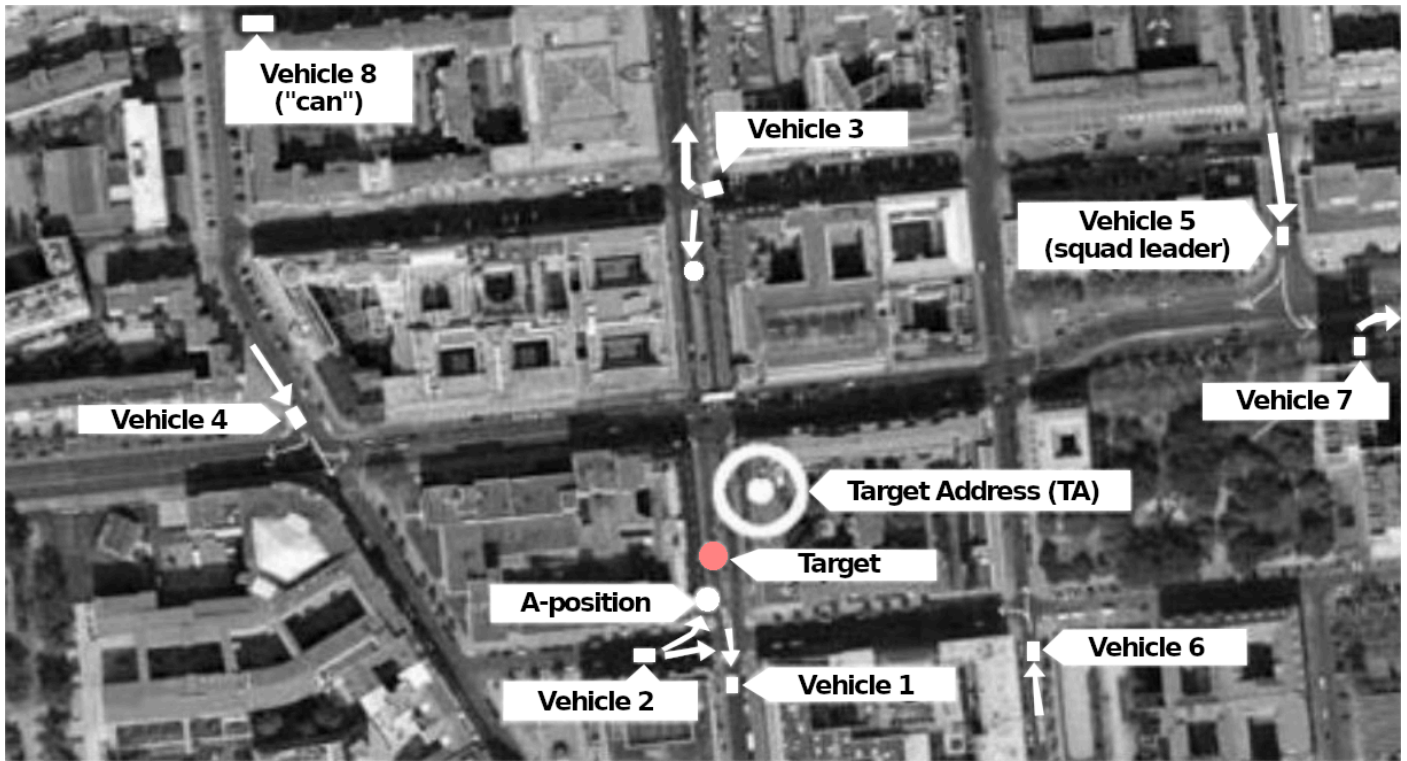 Vehicle 8
("can")
Vehicle 3
Vehicle 5
(squad leader)
Vehicle 4
Vehicle 7
Target Address (TA)
Target
A-position
Vehicle 6
Vehicle 2
Vehicle 1